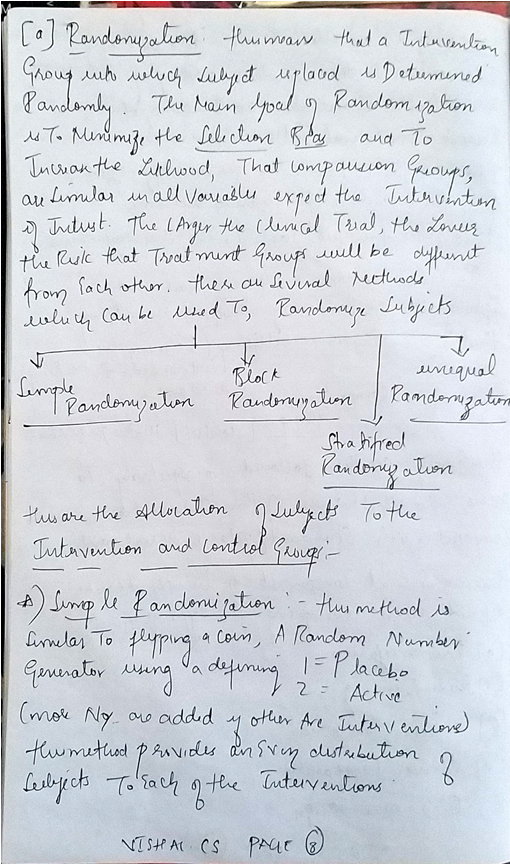 [a] Randomization: this mean that a Intervention
Group into which Subject is placed is Determined
Randomly. The Main Goal of Randomization
is To Minimize the Selection Bias and To
Increase the Liklhood, That comparison Groups,
are Similar in all Variables expect the Intervention
of Intrest. The LArger the Clinical Trial, the Lower
the Risk that Treatment Groups will be different
from Each other. there are Several Methods
which Can be used To, Randomize Subjects
Simple Randomization
Block Randomization
unequal Randomization
Stratified
Randomization
this are the Allocation of Subjects To the
Intervention and Control Group:-
A) Simple Randomization:- this method is
Similar To flipping a coin, A Random Number
Generator using a defining 1 = Placebo
2 = Active
(more No are added if other Are Interventions)
this method provides an Even distribution of
Subjects To Each of the Interventions.
VISHAL CS PAGE (8)